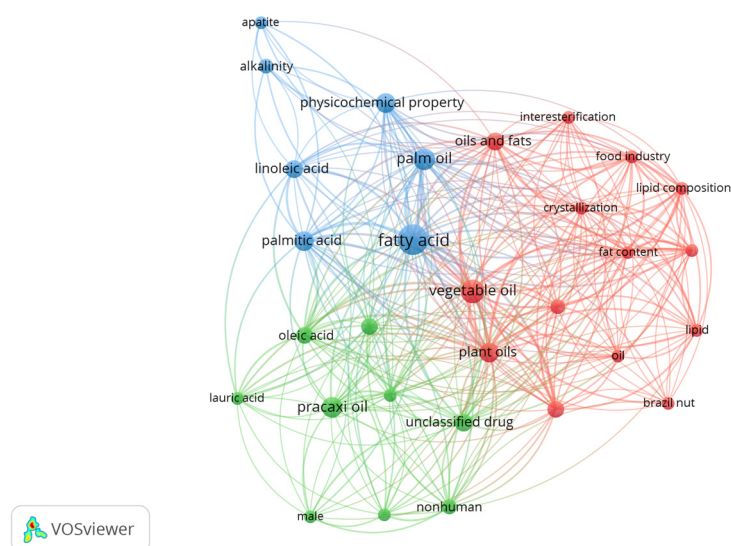 apatite
alkalinity
physicochemical property
interesterification
oils and fats
palm oil
food industry
linoleic acid
lipid composition
crystallization
palmitic acid
fatty acid
fat content
vegetable oil
lipid
oleic acid
plant oils
oil
lauric acid
brazil nut
pracaxi oil
unclassified drug
nonhuman
male
VOSviewer